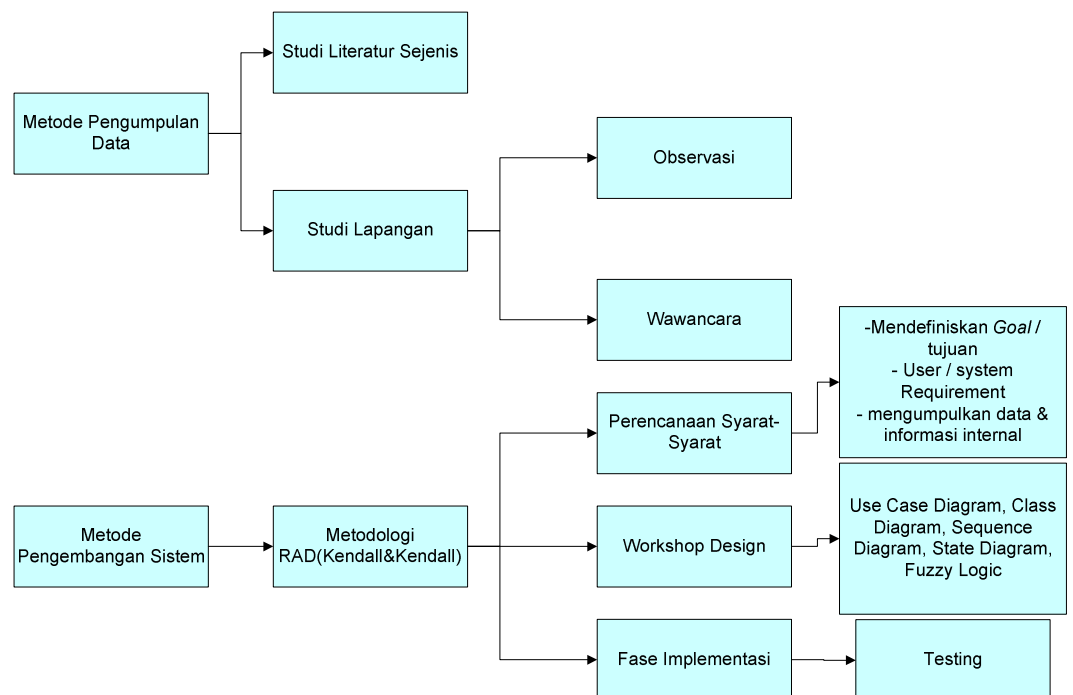 Studi Literatur Sejenis
Metode Pengumpulan
Data
Observasi
Studi Lapangan
Wawancara
-Mendefiniskan Goal /
tujuan
- User / system
Requirement
- mengumpulkan data &
informasi internal
Perencanaan Syarat-
Syarat
Metode
Pengembangan Sistem
Metodologi
RAD(Kendall&Kendall)
Workshop Design
Use Case Diagram, Class
Diagram, Sequence
Diagram, State Diagram,
Fuzzy Logic
Fase Implementasi
Testing